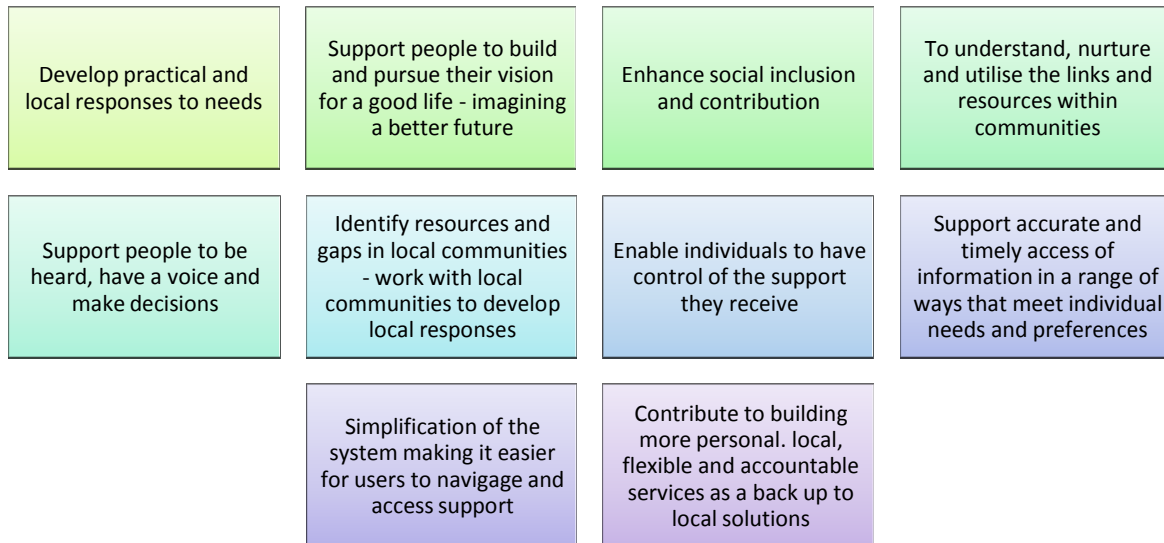 Develop practical and
local responses to needs
Support people to build
and pursue their vision
for a good life - imagining
a better future
Enhance social inclusion
and contribution
To understand, nurture
and utilise the links and
resources within
communities
Support people to be
heard, have a voice and
make decisions
Identify resources and
gaps in local communities
- work with local
communities to develop
local responses
Enable individuals to have
control of the support
they receive
Support accurate and
timely access of
information in a range of
ways that meet individual
needs and preferences
Simplification of the
system making it easier
for users to navigage and
access support
Contribute to building
more personal. local,
flexible and accountable
services as a back up to
local solutions